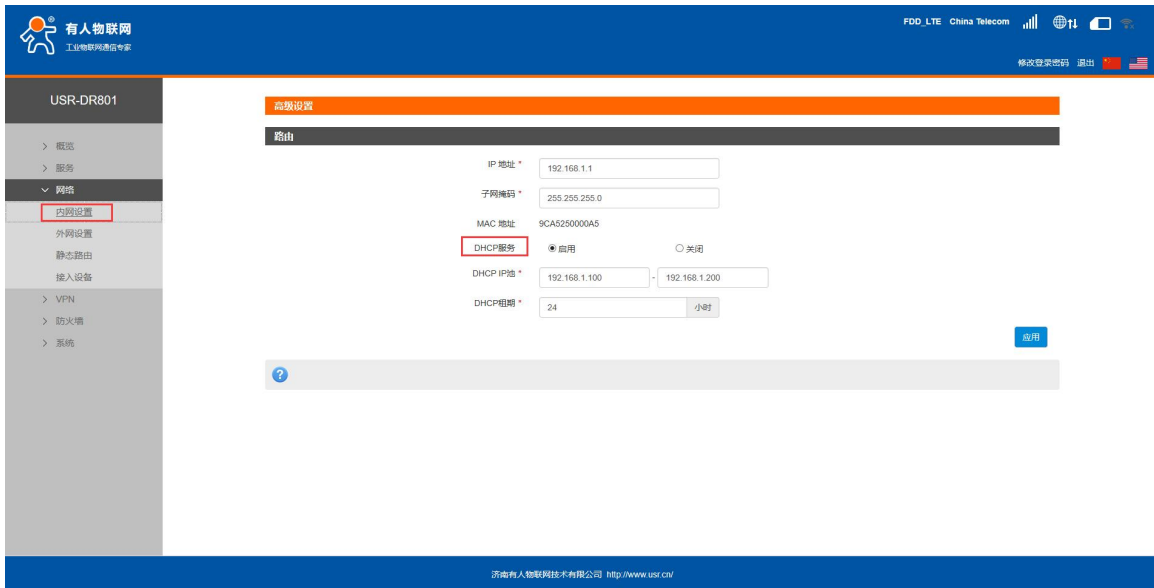 有人物联网
工业物联网通信专家
FDD_LTE China Telecom
修改登录密码 退出
USR-DR801
概览
服务
网络
内网设置
外网设置
静态路由
接入设备
VPN
防火墙
系统
高级设置
路由
IP 地址 * 192.168.1.1
子网掩码 * 255.255.255.0
MAC 地址 9CA5250000A5
DHCP服务 启用 关闭
DHCP IP池 * 192.168.1.100 - 192.168.1.200
DHCP租期 * 24 小时
应用
济南有人物联网技术有限公司 http://www.usr.cn/